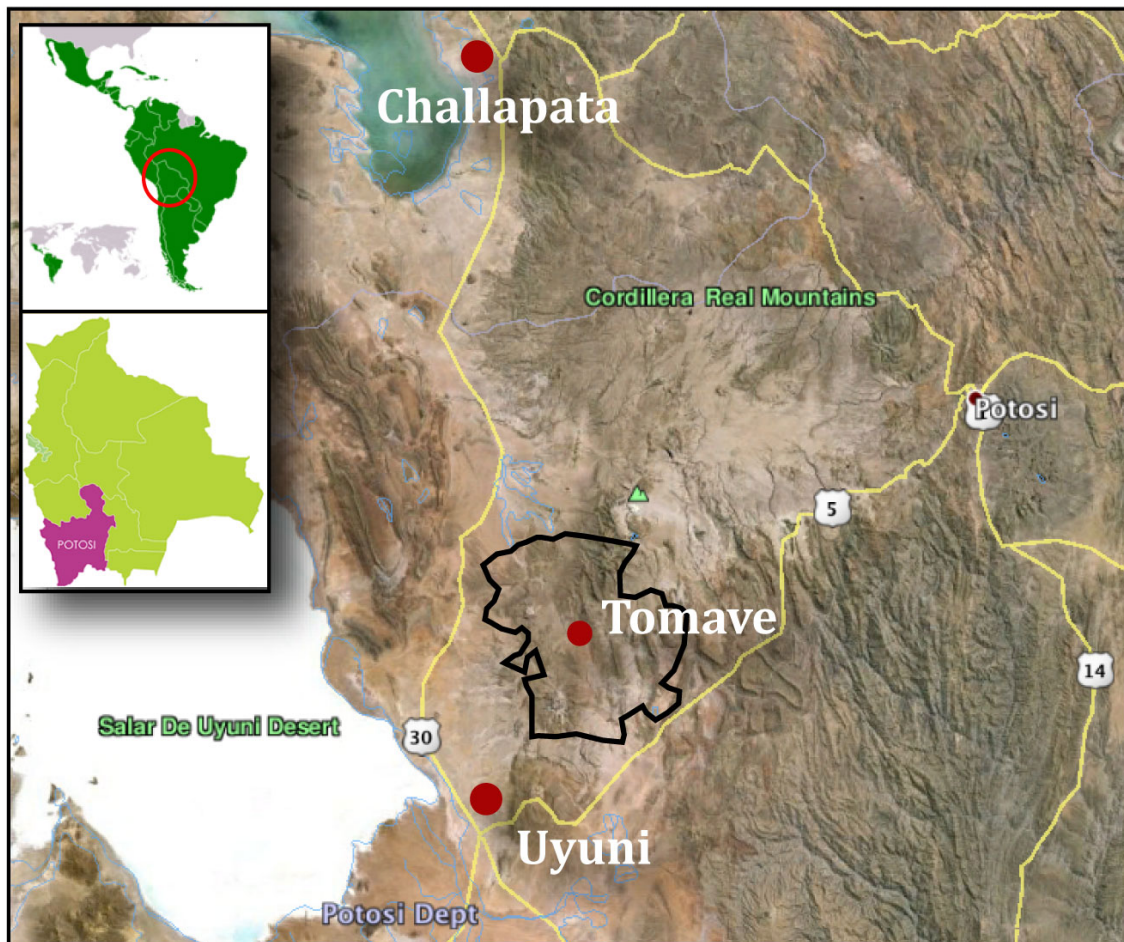 Challapata
Cordillera Real Mountains
Potosi
POTOSI
5
Tomave
14
Salar De Uyuni Desert
30
Uyuni
Potosi Dept